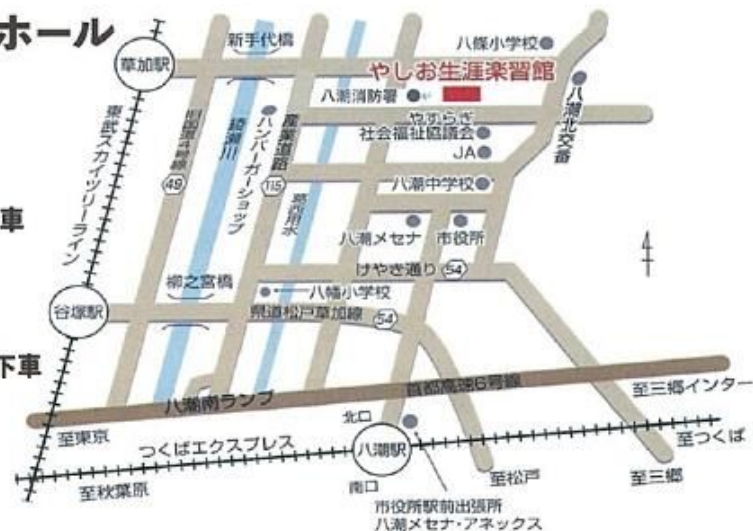 ホール
草加駅
新手代橋
八條小学校
やしお生涯楽習館
八潮消防署
八潮北交番
東武スカイツリーライン
旧国道4号線
49
綾瀬川
ハンバーガーショップ
産業道路
115
葛西用水
やすらぎ
社会福祉協議会
JA
八潮中学校
車
八潮メセナ
市役所
けやき通り
54
柳之宮橋
八幡小学校
谷塚駅
県道松戸草加線
54
下車
八潮南ランプ
首都高速6号線
至三郷インター
至東京
北口
つくばエクスプレス
八潮駅
至つくば
至秋葉原
南口
至松戸
至三郷
市役所駅前出張所
八潮メセナ・アネックス